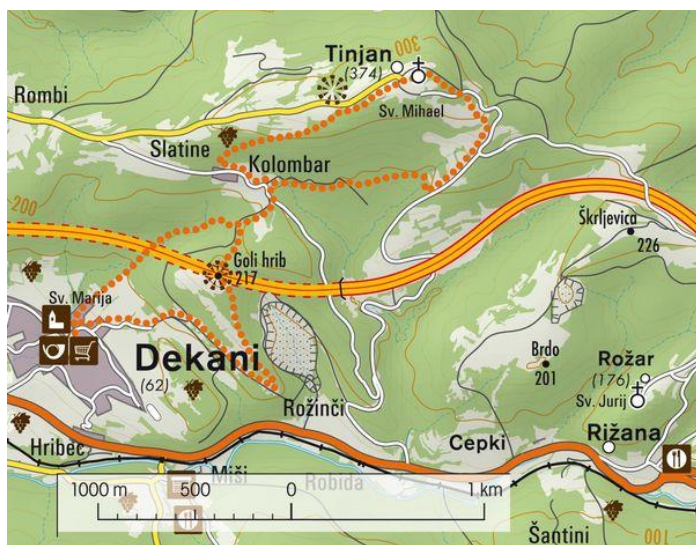 Tinjan
300
(374)
Rombi
Sv. Mihael
Slatine
Kolombar
200
Škrljevica
226
Goli hrib
217
Sv. Marija
Dekani
(62)
Brdo
201
Rožar
(176)
Sv. Jurij
Rožinči
Hribec
Cepki
Rižana
Miši
Robida
1000 m 500 0 1 km
Šantini
100